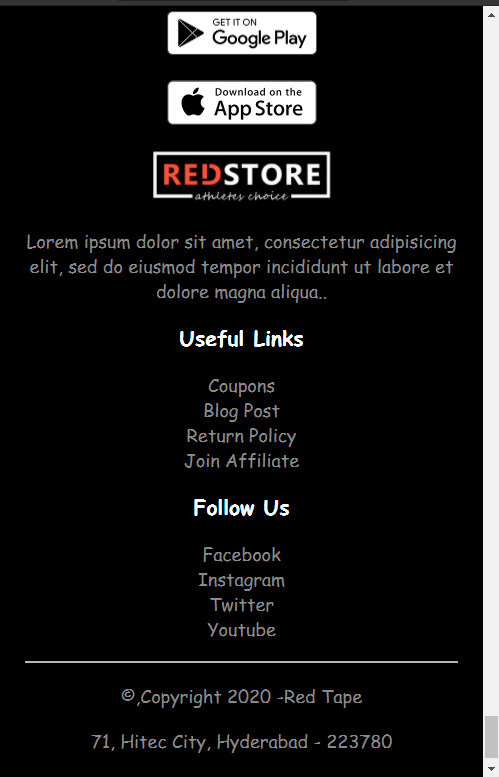 GET IT ON
Google Play
Download on the
App Store
REDSTORE
athletes choice
Lorem ipsum dolor sit amet, consectetur adipisicing
elit, sed do eiusmod tempor incididunt ut labore et
dolore magna aliqua..
Useful Links
Coupons
Blog Post
Return Policy
Join Affiliate
Follow Us
Facebook
Instagram
Twitter
Youtube
©,Copyright 2020 -Red Tape
71, Hitec City, Hyderabad - 223780